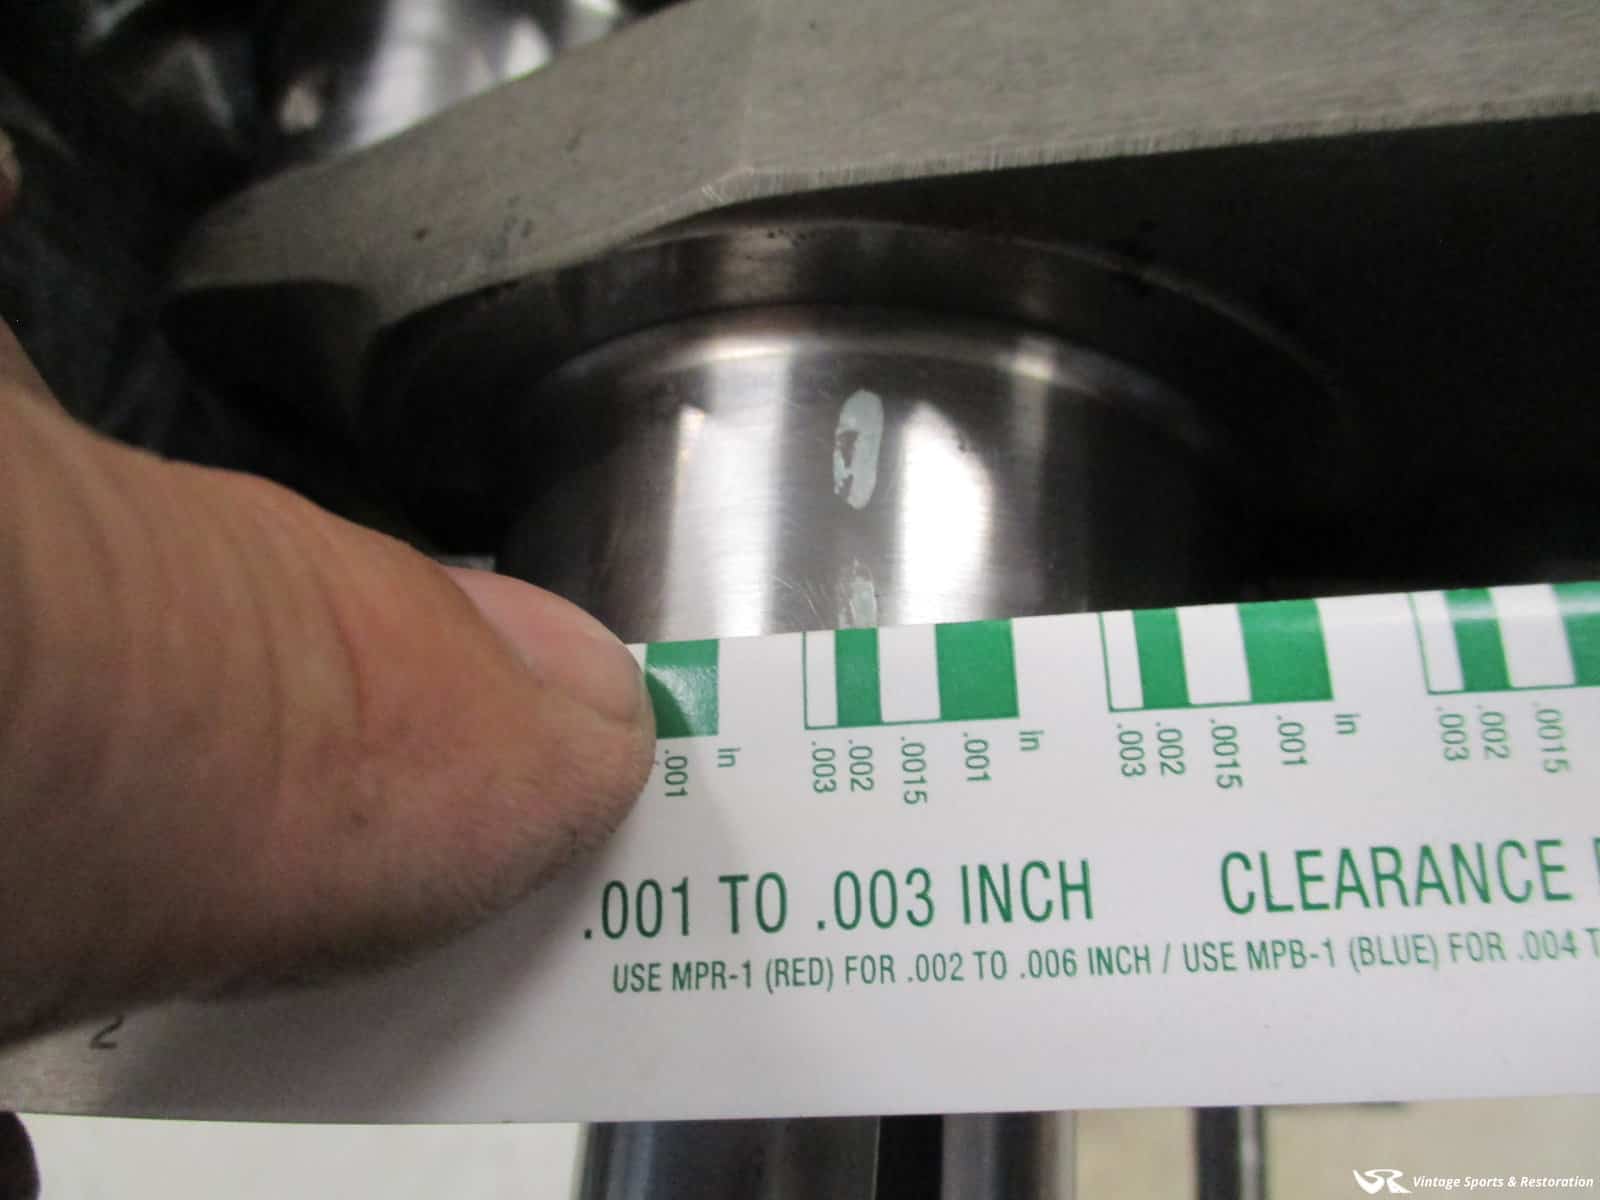 In
.001
In
.001
.0015
.002
.003
In
.001
.0015
.002
.003
.0015
.002
.003
.001 TO .003 INCH CLEARANCE
USE MPR-1 (RED) FOR .002 TO .006 INCH / USE MPB-1 (BLUE) FOR .004
2
Vintage Sports & Restoration